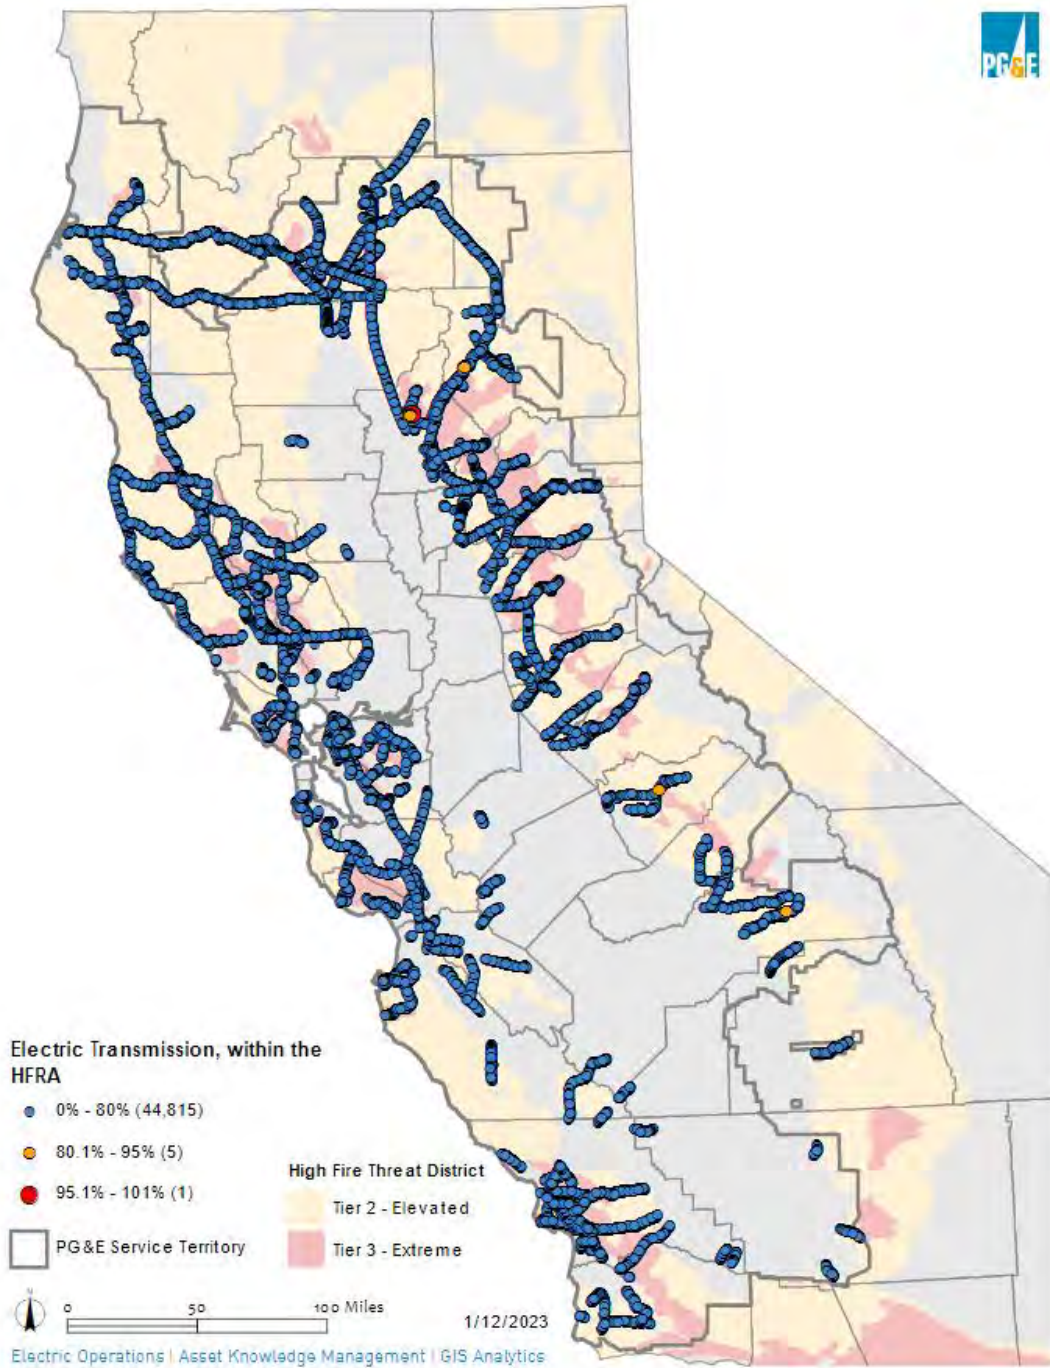 PG&E
Electric Transmission, within the
HFRA
0% - 80% (44,815)
80.1% - 95% (5)
95.1% - 101% (1)
PG&E Service Territory
High Fire Threat District
Tier 2 - Elevated
Tier 3 - Extreme
N
0 50 100 Miles
1/12/2023
Electric Operations | Asset Knowledge Management | GIS Analytics